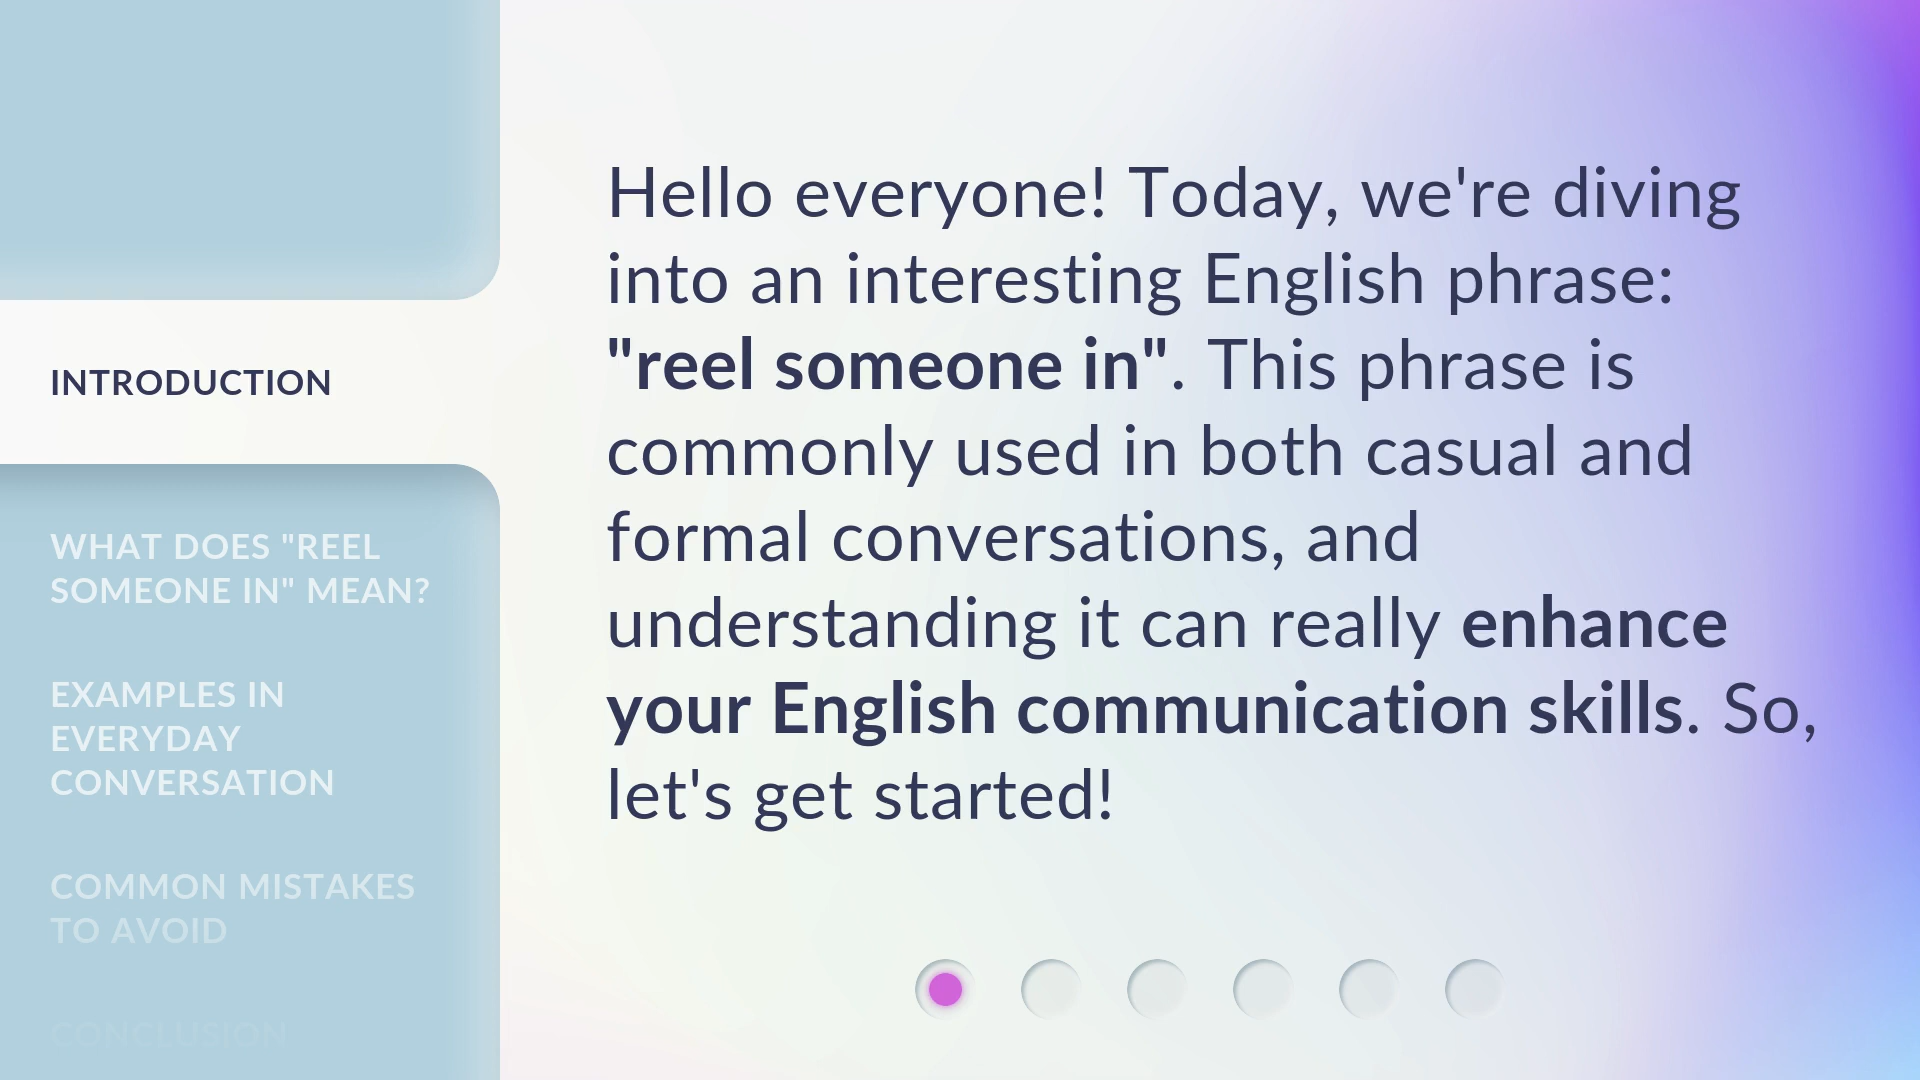 INTRODUCTION
WHAT DOES "REEL
SOMEONE IN" MEAN?
EXAMPLES IN
EVERYDAY
CONVERSATION
COMMON MISTAKES
TO AVOID
CONCLUSION
Hello everyone! Today, we're diving
into an interesting English phrase:
"reel someone in". This phrase is
commonly used in both casual and
formal conversations, and
understanding it can really enhance
your English communication skills. So,
let's get started!